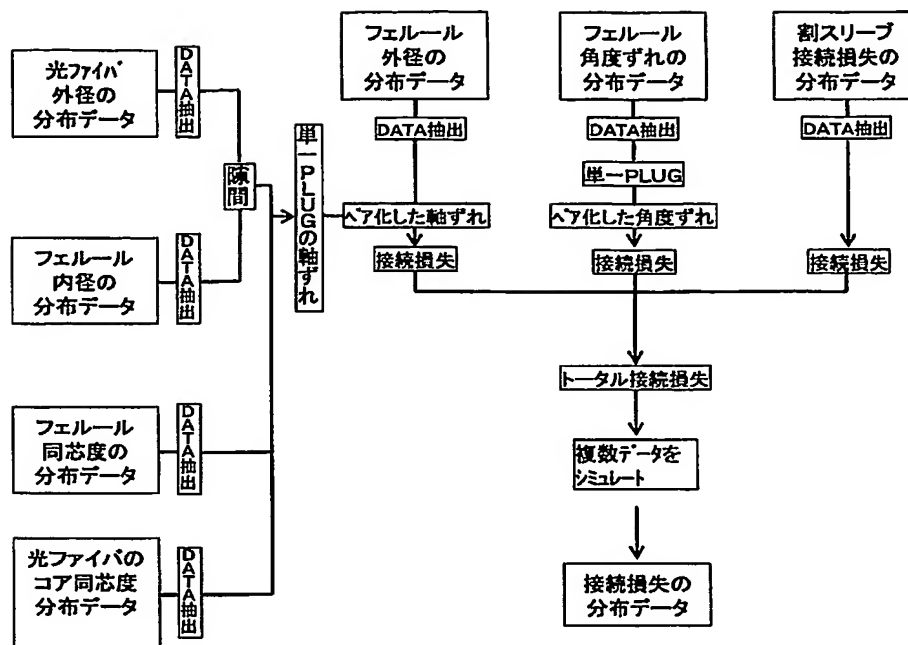 光ファイバ
外径の
分布データ
DATA抽出
フェルール
内径の
分布データ
DATA抽出
隙間
フェルール
同芯度の
分布データ
DATA抽出
光ファイバの
コア同芯度
分布データ
DATA抽出
単一PLUGの軸ずれ
フェルール
外径の
分布データ
DATA抽出
ペア化した軸ずれ
接続損失
フェルール
角度ずれの
分布データ
DATA抽出
単一PLUG
ペア化した角度ずれ
接続損失
割スリーブ
接続損失の
分布データ
DATA抽出
接続損失
トータル接続損失
複数データを
シミュレート
接続損失の
分布データ